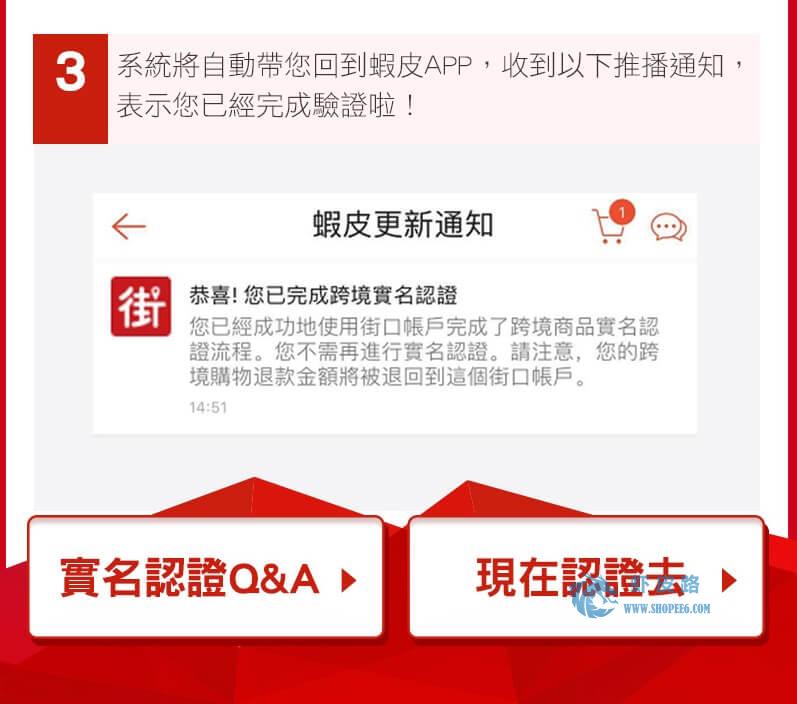 3
系統將自動帶您回到蝦皮APP，收到以下推播通知，
表示您已經完成驗證啦！
蝦皮更新通知
1
街
恭喜! 您已完成跨境實名認證
您已經成功地使用街口帳戶完成了跨境商品實名認
證流程。您不需再進行實名認證。請注意，您的跨
境購物退款金額將被退回到這個街口帳戶。
14:51
實名認證Q&A
現在認證去
虾皮路
WWW.SHOPEE6.COM